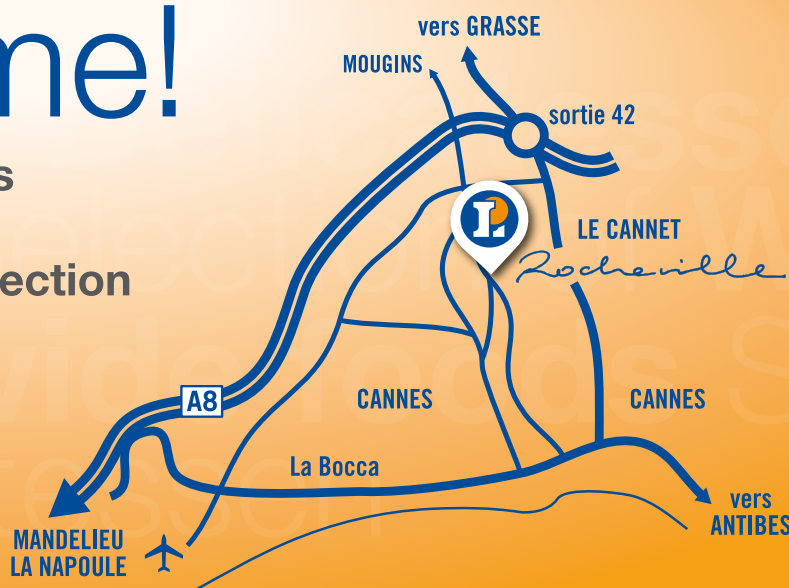 me!
s
ection
vers GRASSE
MOUGINS
sortie 42
L
LE CANNET
Rocheville
A8
CANNES
CANNES
La Bocca
vers
ANTIBES
MANDELIEU
LA NAPOULE